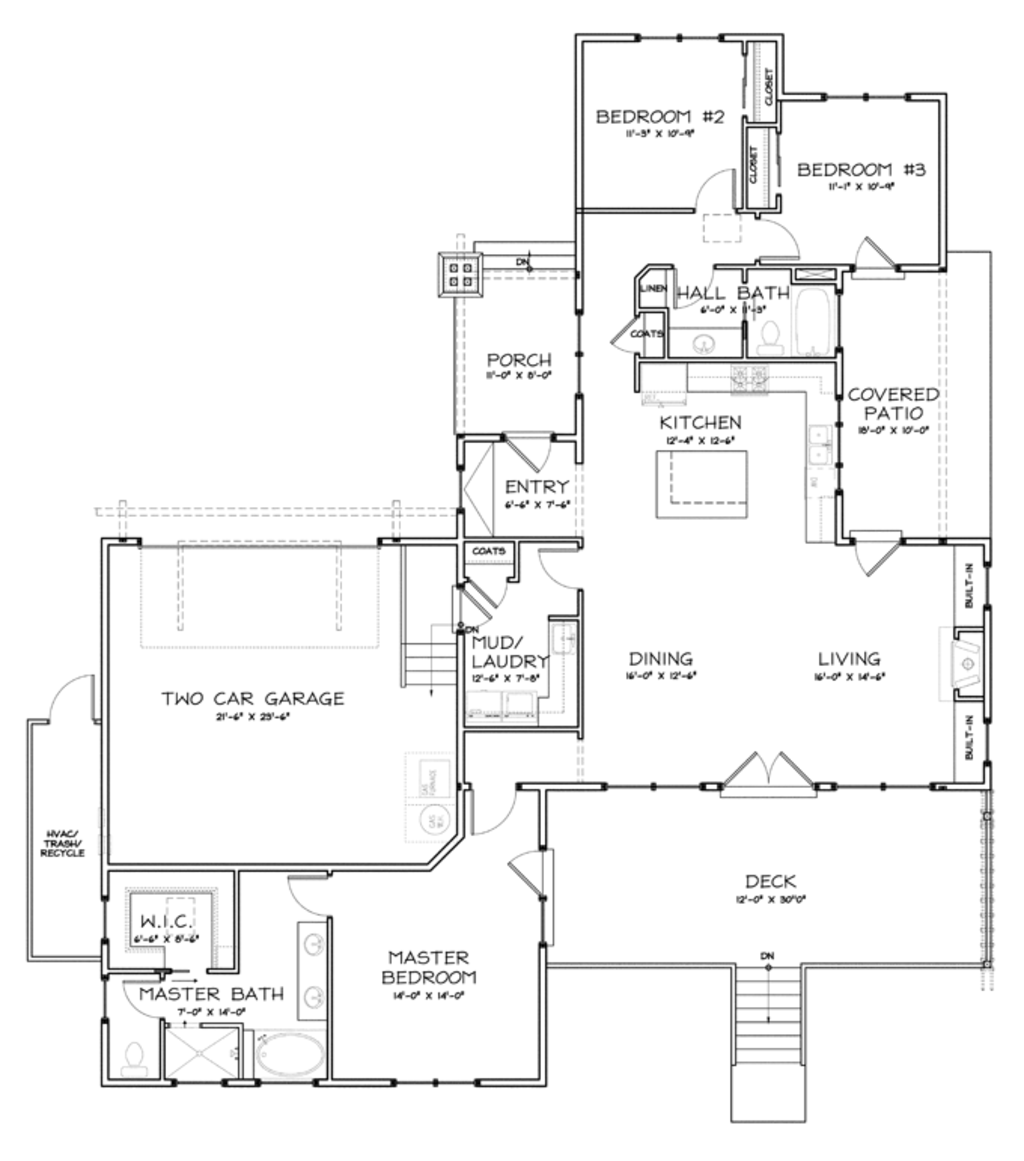 CLOSET
BEDROOM #2
11'-3" X 10'-9"
CLOSET
BEDROOM #3
11'-1" X 10'-9"
DN
LINEN
HALL BATH
6'-0" X 11'-3"
COATS
PORCH
11'-0" X 8'-0"
COVERED
PATIO
18'-0" X 10'-0"
KITCHEN
12'-4" X 12'-6"
ENTRY
6'-6" X 7'-6"
COATS
BUILT-IN
DN
MUD/
LAUDRY
12'-6" X 7'-8"
DINING
16'-0" X 12'-6"
LIVING
16'-0" X 14'-6"
TWO CAR GARAGE
21'-6" X 23'-6"
BUILT-IN
GAS
FURNACE
GAS
HVAC/
TRASH/
RECYCLE
DECK
12'-0" X 30'0"
W.I.C.
6'-6" X 8'-6"
MASTER
BEDROOM
14'-0" X 14'-0"
DN
MASTER BATH
7'-0" X 14'-0"